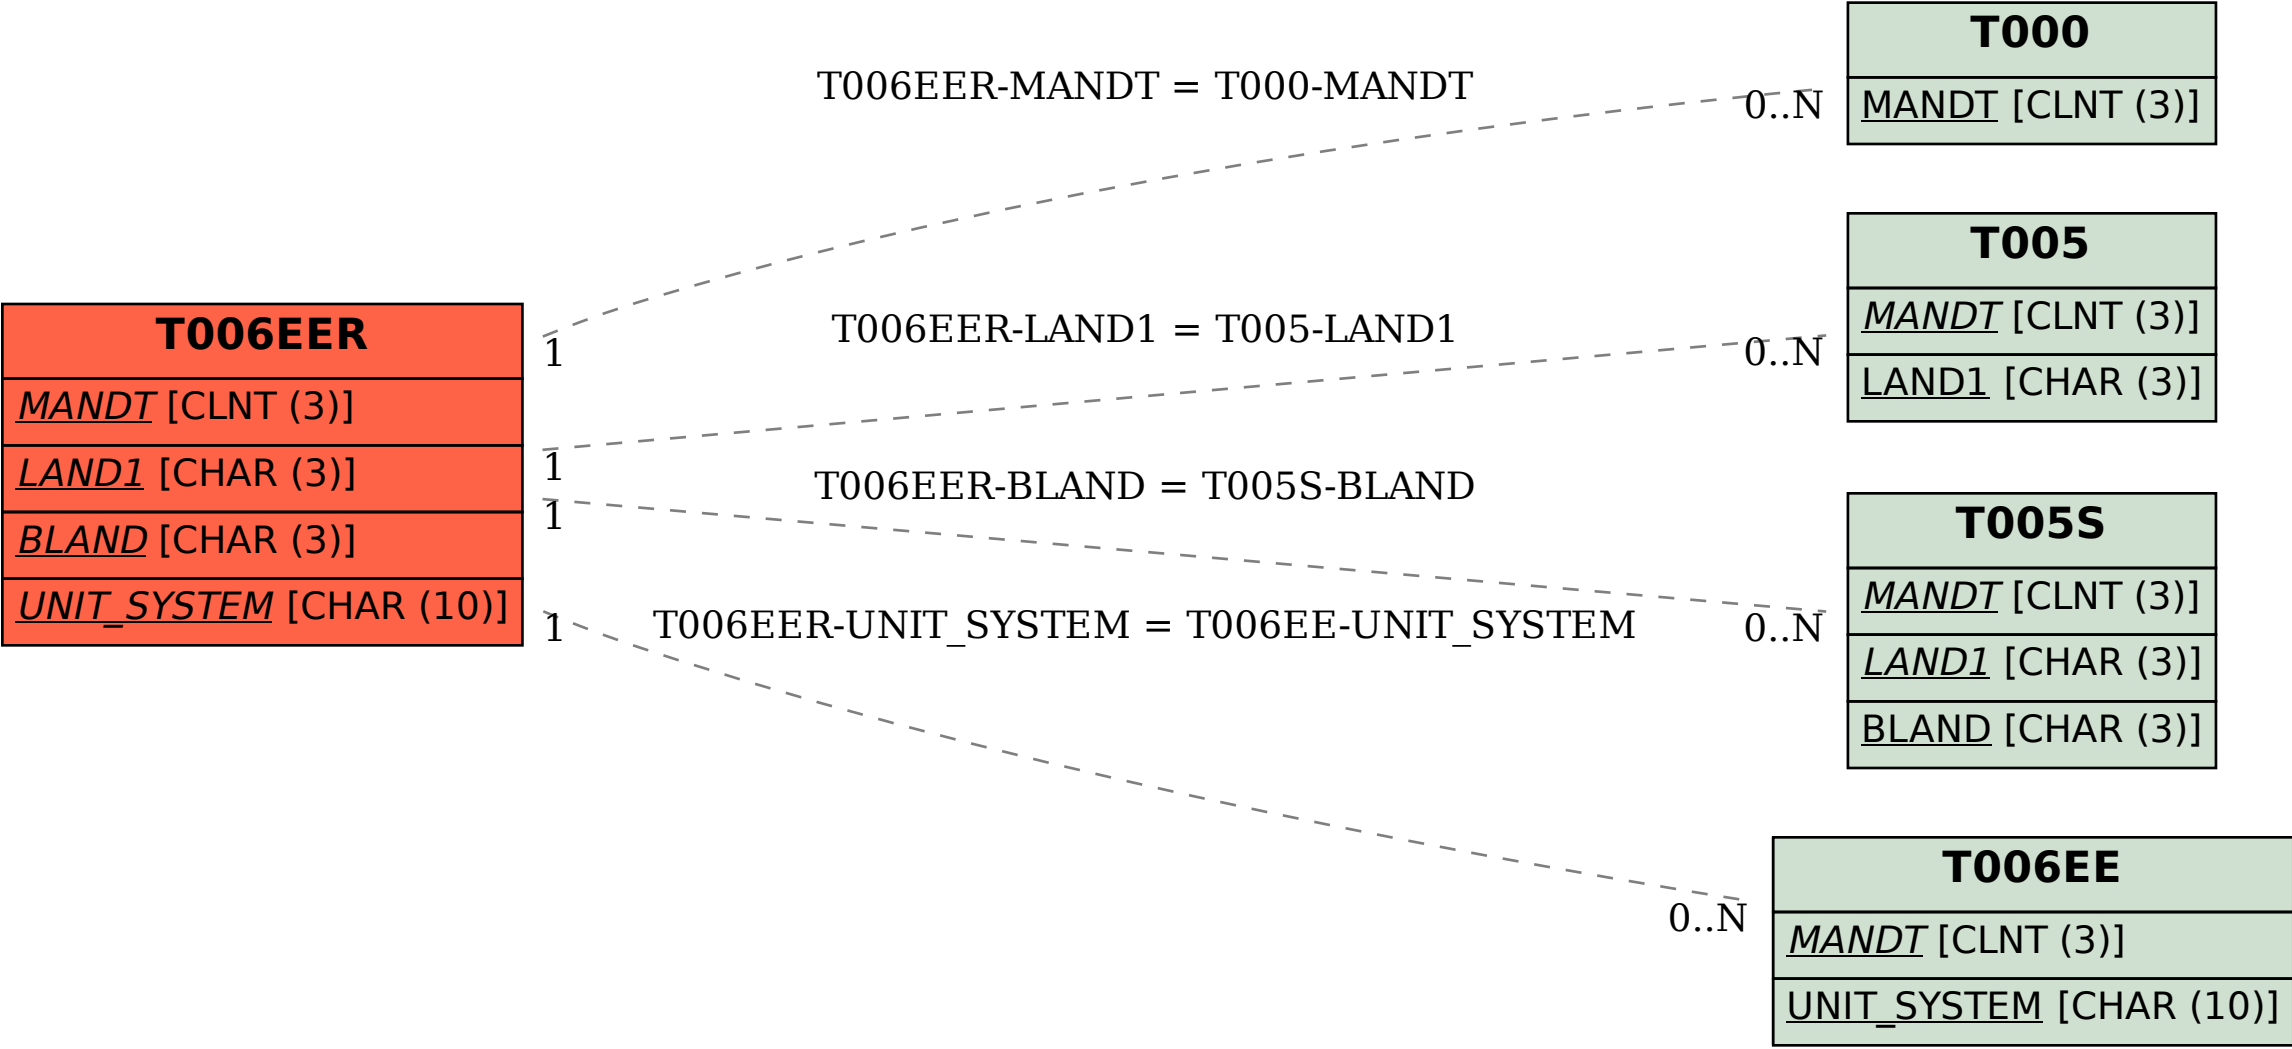 T006EER
MANDT [CLNT (3)]
LAND1 [CHAR (3)]
BLAND [CHAR (3)]
UNIT_SYSTEM [CHAR (10)]
T006EER-MANDT = T000-MANDT
1
0..N
T006EER-LAND1 = T005-LAND1
1
0..N
T006EER-BLAND = T005S-BLAND
1
0..N
T006EER-UNIT_SYSTEM = T006EE-UNIT_SYSTEM
1
0..N
T000
MANDT [CLNT (3)]
T005
MANDT [CLNT (3)]
LAND1 [CHAR (3)]
T005S
MANDT [CLNT (3)]
LAND1 [CHAR (3)]
BLAND [CHAR (3)]
T006EE
MANDT [CLNT (3)]
UNIT_SYSTEM [CHAR (10)]